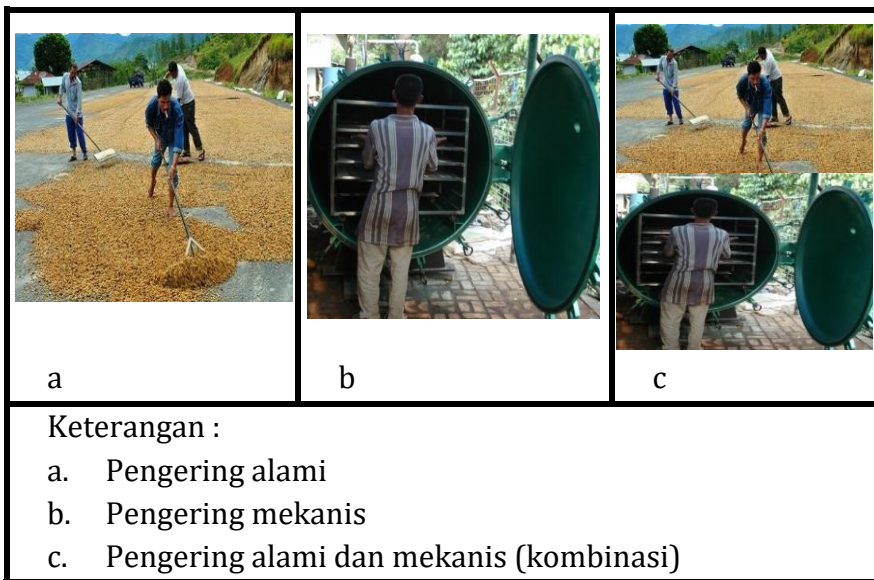 a
b
c
Keterangan :
a. Pengering alami
b. Pengering mekanis
c. Pengering alami dan mekanis (kombinasi)